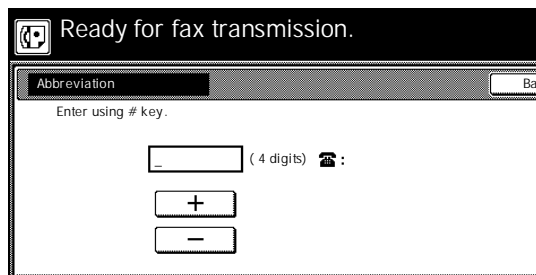 Ready for fax transmission.
Abbreviation Ba
Enter using # key.
_ ( 4 digits) ☎ :
+
−